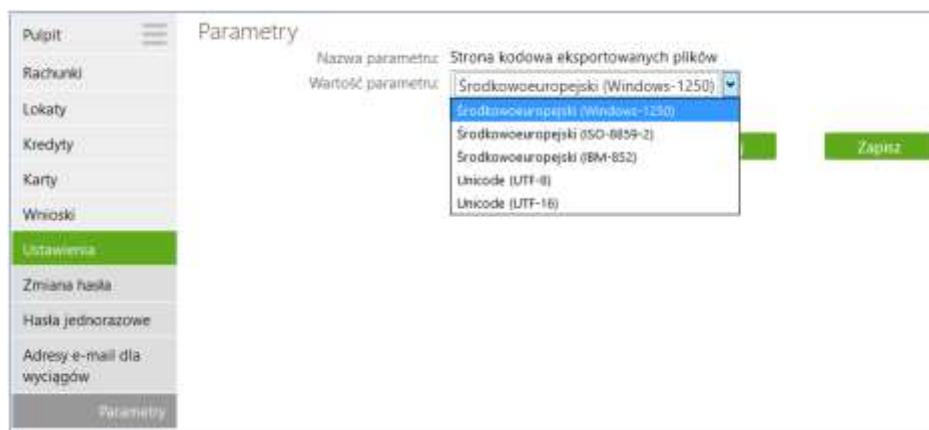 Pulpit
Rachunki
Lokaty
Kredyty
Karty
Wnioski
Ustawienia
Zmiana hasła
Hasła jednorazowe
Adresy e-mail dla
wyciągów
Parametry
Parametry
Nazwa parametru: Strona kodowa eksportowanych plików
Wartość parametru: Środkowoeuropejski (Windows-1250)
Środkowoeuropejski (Windows-1250)
Środkowoeuropejski (ISO-8859-2)
Środkowoeuropejski (IBM-852)
Unicode (UTF-8)
Unicode (UTF-16)
Zapisz